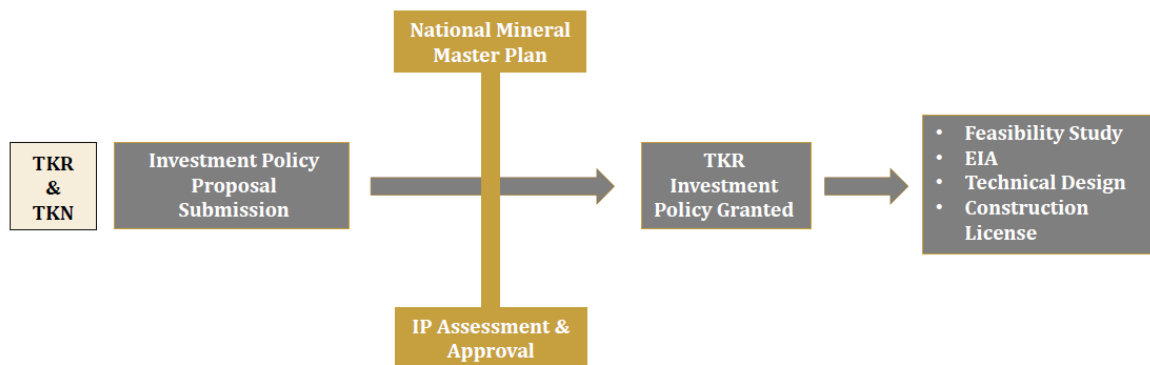 National Mineral
Master Plan
TKR
&
TKN
Investment Policy
Proposal
Submission
TKR
Investment
Policy Granted
• Feasibility Study
• EIA
• Technical Design
• Construction
License
IP Assessment &
Approval